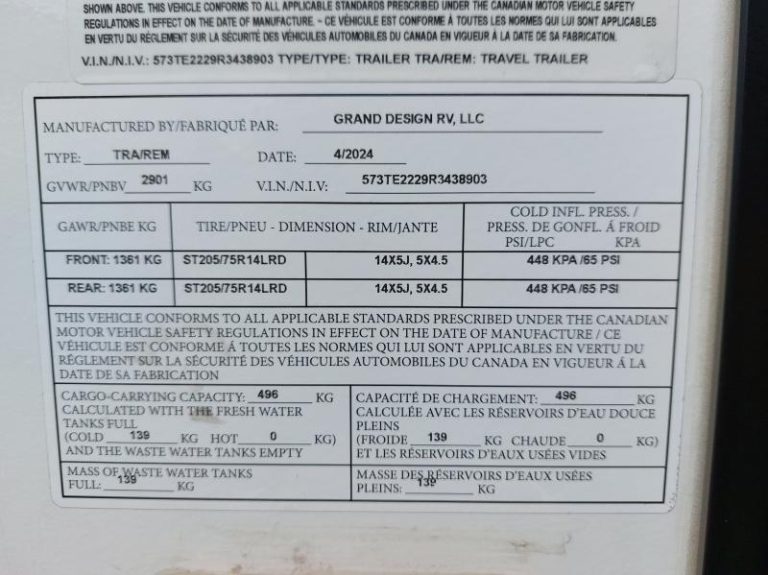 SHOWN ABOVE. THIS VEHICLE CONFORMS TO ALL APPLICABLE STANDARDS PRESCRIBED UNDER THE CANADIAN MOTOR VEHICLE SAFETY
REGULATIONS IN EFFECT ON THE DATE OF MANUFACTURE. - CE VÉHICULE EST CONFORME À TOUTES LES NORMES QUI LUI SONT APPLICABLES
EN VERTU DU RÉGLEMENT SUR LA SÉCURITÉ DES VÉHICULES AUTOMOBILES DU CANADA EN VIGUEUR À LA DATE DE SA FABRICATION.
V.I.N./N.I.V.: 573TE2229R3438903 TYPE/TYPE: TRAILER TRA/REM: TRAVEL TRAILER
MANUFACTURED BY/FABRIQUÉ PAR: GRAND DESIGN RV, LLC
TYPE: TRA/REM DATE: 4/2024
GVWR/PNBV 2901 KG V.I.N./N.I.V: 573TE2229R3438903
GAWR/PNBE KG TIRE/PNEU - DIMENSION - RIM/JANTE COLD INFL. PRESS. /
PRESS. DE GONFL. Á FROID
PSI/LPC KPA
FRONT: 1361 KG ST205/75R14LRD 14X5J, 5X4.5 448 KPA /65 PSI
REAR: 1361 KG ST205/75R14LRD 14X5J, 5X4.5 448 KPA /65 PSI
THIS VEHICLE CONFORMS TO ALL APPLICABLE STANDARDS PRESCRIBED UNDER THE CANADIAN
MOTOR VEHICLE SAFETY REGULATIONS IN EFFECT ON THE DATE OF MANUFACTURE / CE
VÉHICULE EST CONFORME Á TOUTES LES NORMES QUI LUI SONT APPLICABLES EN VERTU DU
RÉGLEMENT SUR LA SÉCURITÉ DES VÉHICULES AUTOMOBILES DU CANADA EN VIGUEUR Á LA
DATE DE SA FABRICATION
CARGO-CARRYING CAPACITY: 496 KG
CALCULATED WITH THE FRESH WATER
TANKS FULL
(COLD 139 KG HOT 0 KG)
AND THE WASTE WATER TANKS EMPTY
CAPACITÉ DE CHARGEMENT: 496 KG
CALCULÉE AVEC LES RÉSERVOIRS D'EAU DOUCE
PLEINS
(FROIDE 139 KG CHAUDE 0 KG)
ET LES RÉSERVOIRS D'EAUX USÉES VIDES
MASS OF WASTE WATER TANKS
FULL: 139 KG
MASSE DES RÉSERVOIRS D'EAUX USÉES
PLEINS: 139 KG